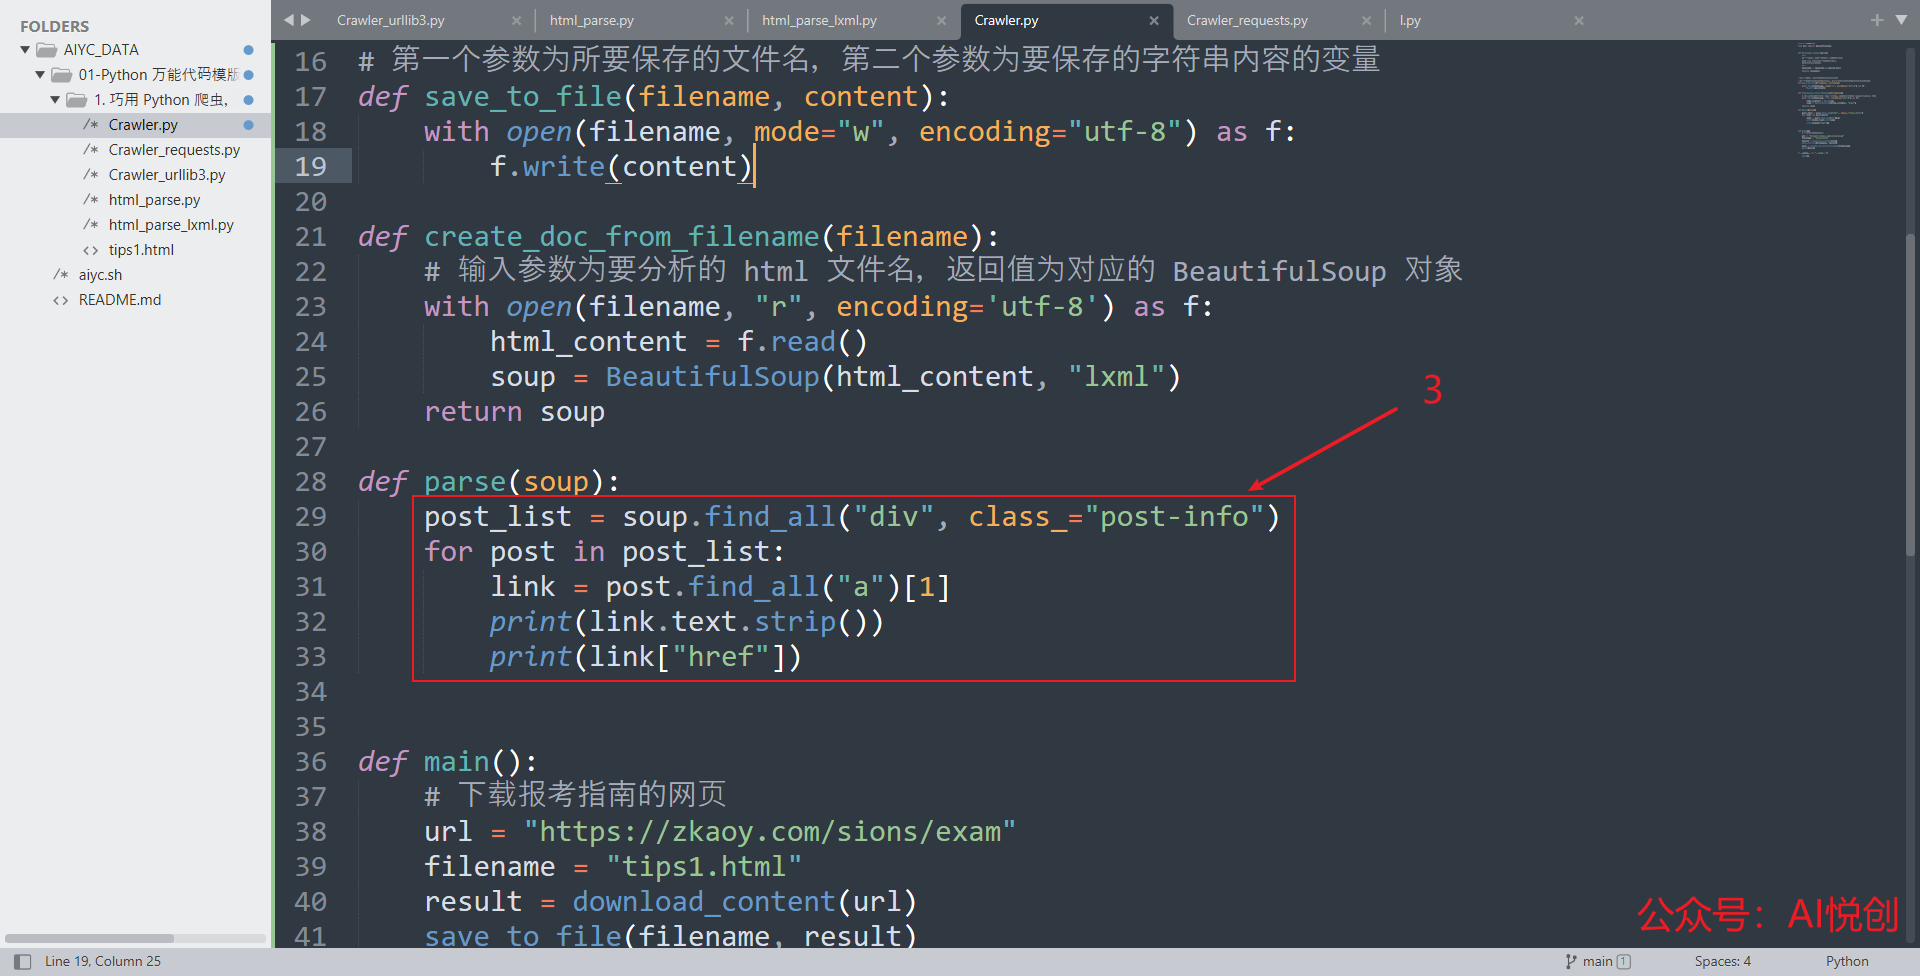 FOLDERS
AIYC_DATA
01-Python 万能代码模版
1. 巧用 Python 爬虫,
/* Crawler.py
/* Crawler_requests.py
/* Crawler_urllib3.py
/* html_parse.py
/* html_parse_lxml.py
<> tips1.html
/* aiyc.sh
<> README.md
Crawler_urllib3.py × html_parse.py × html_parse_lxml.py × Crawler.py × Crawler_requests.py × l.py ×
16 # 第一个参数为所要保存的文件名, 第二个参数为要保存的字符串内容的变量
17 def save_to_file(filename, content):
18 with open(filename, mode="w", encoding="utf-8") as f:
19 f.write(content)
20
21 def create_doc_from_filename(filename):
22 # 输入参数为要分析的 html 文件名, 返回值为对应的 BeautifulSoup 对象
23 with open(filename, "r", encoding='utf-8') as f:
24 html_content = f.read()
25 soup = BeautifulSoup(html_content, "lxml")
26 return soup
27
28 def parse(soup):
29 post_list = soup.find_all("div", class_="post-info")
30 for post in post_list:
31 link = post.find_all("a")[1]
32 print(link.text.strip())
33 print(link["href"])
34
35
36 def main():
37 # 下载报考指南的网页
38 url = "https://zkaoy.com/sions/exam"
39 filename = "tips1.html"
40 result = download_content(url)
41 save_to_file(filename, result)
3
公众号：AI悦创
Line 19, Column 25
main 1
Spaces: 4
Python